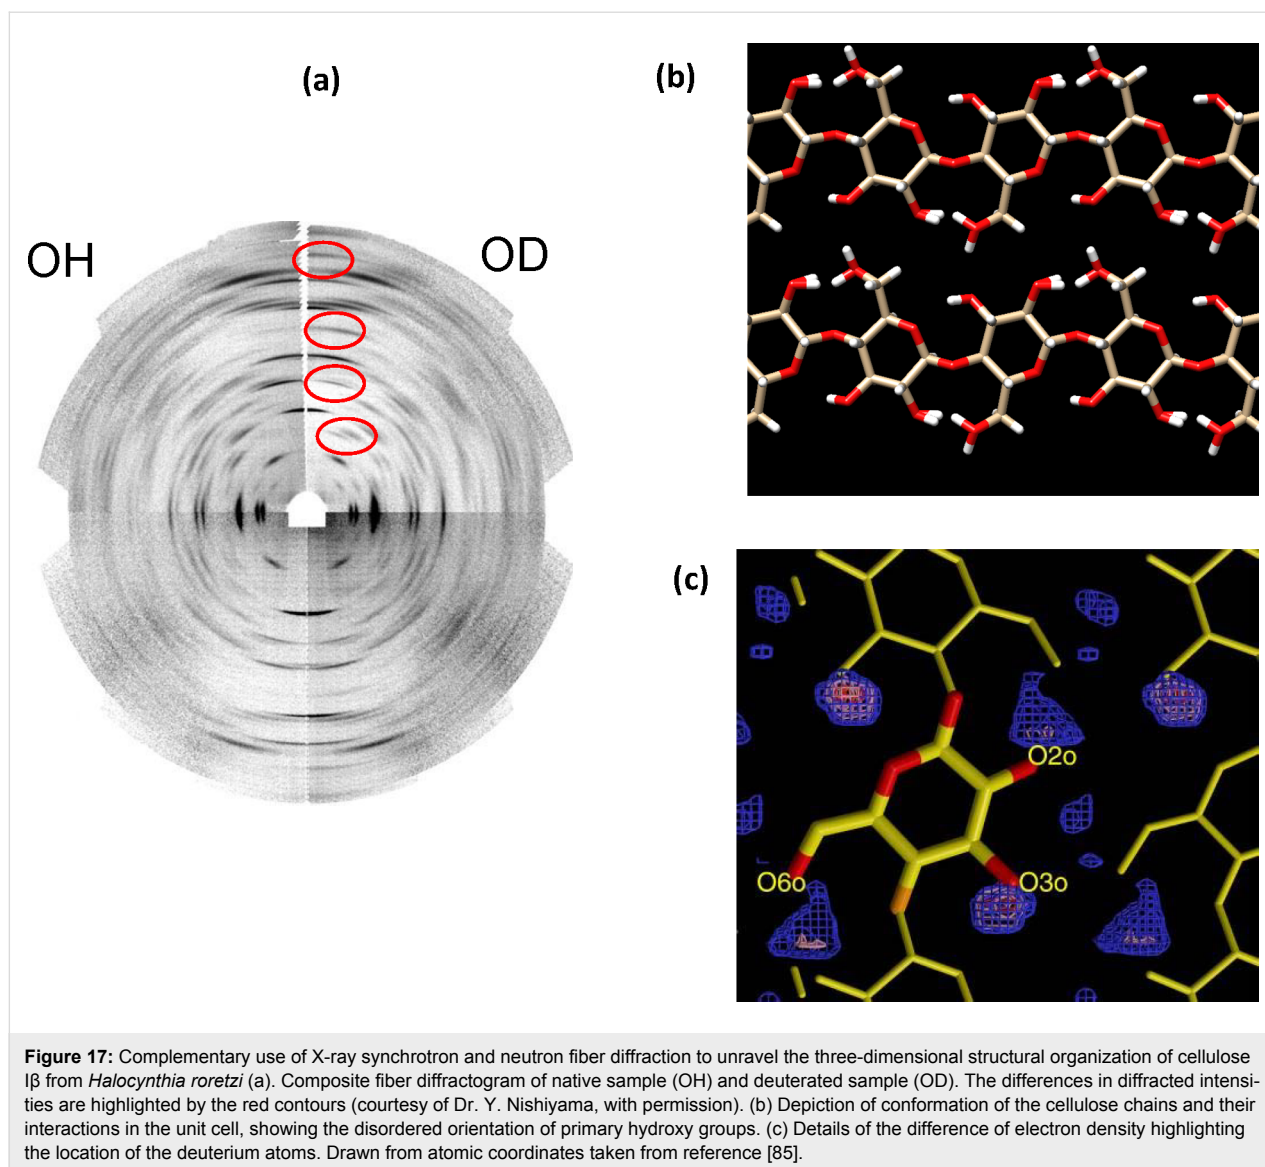 (a)
(b)
OH
OD
(c)
O2o
O6o
O3o
Figure 17: Complementary use of X-ray synchrotron and neutron fiber diffraction to unravel the three-dimensional structural organization of cellulose
Iβ from Halocynthia roretzi (a). Composite fiber diffractogram of native sample (OH) and deuterated sample (OD). The differences in diffracted intensi-
ties are highlighted by the red contours (courtesy of Dr. Y. Nishiyama, with permission). (b) Depiction of conformation of the cellulose chains and their
interactions in the unit cell, showing the disordered orientation of primary hydroxy groups. (c) Details of the difference of electron density highlighting
the location of the deuterium atoms. Drawn from atomic coordinates taken from reference [85].